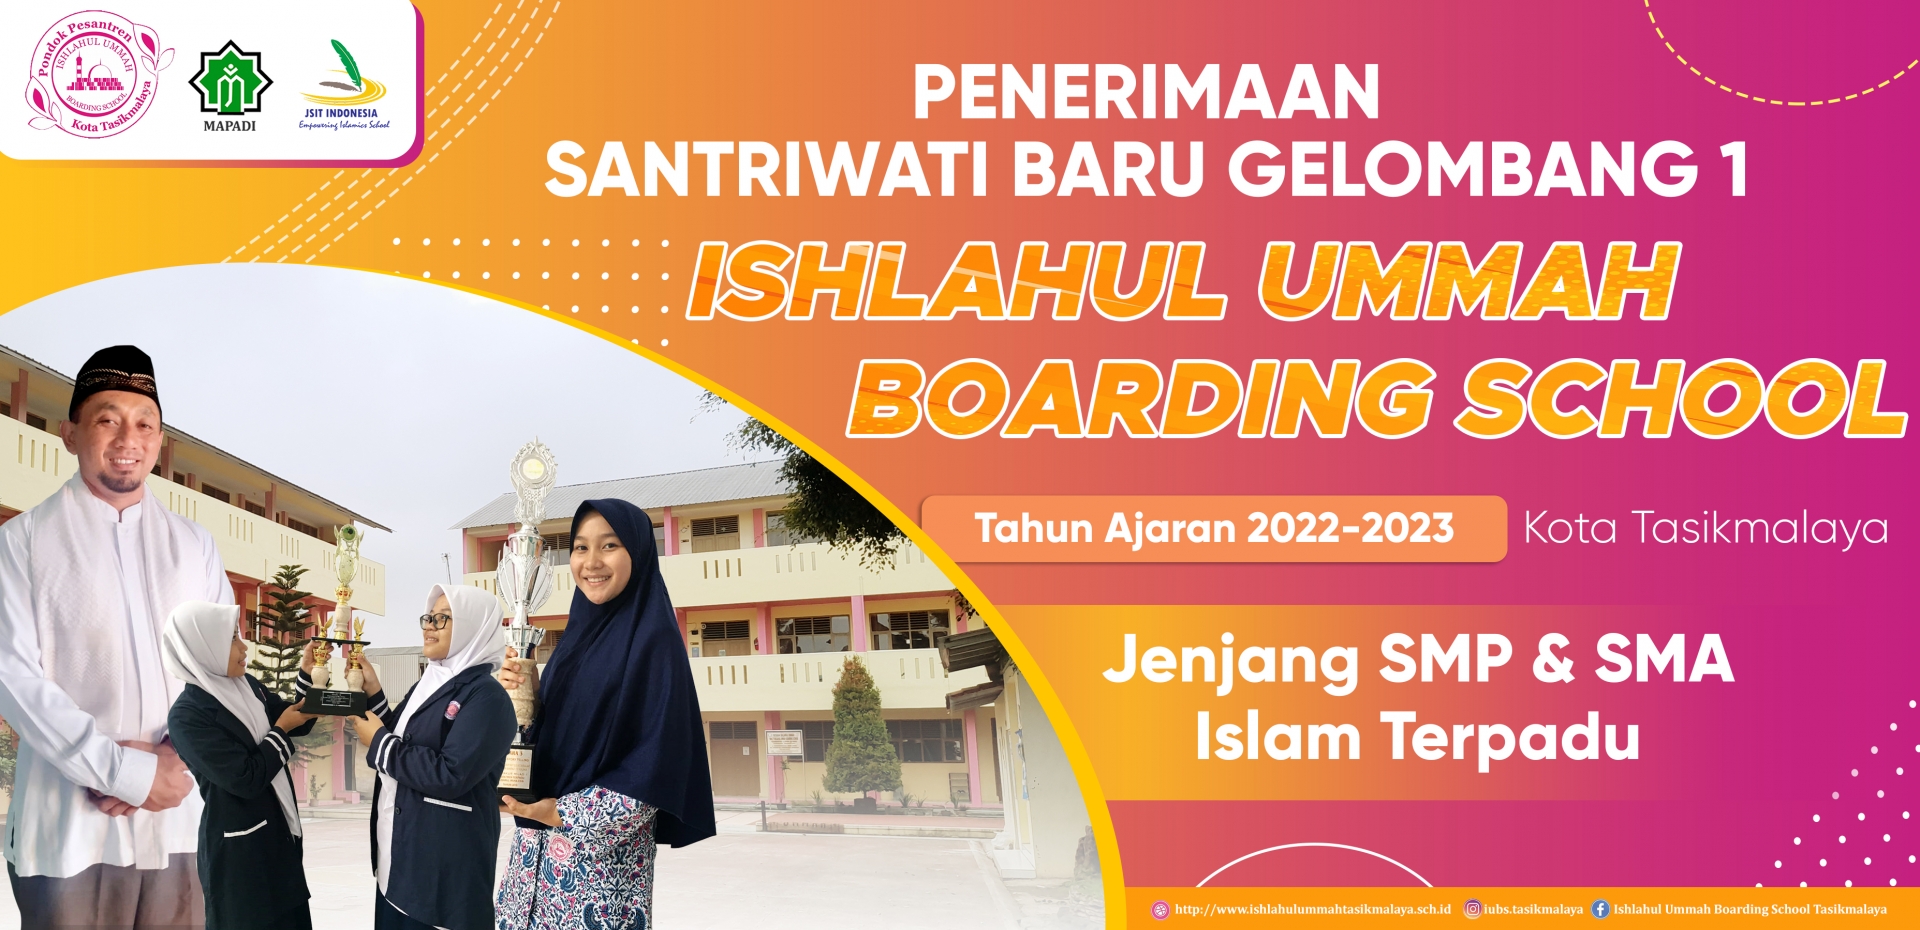 Pondok Pesantren
ISHLAHUL UMMAH
BOARDING SCHOOL
Kota Tasikmalaya
MAPADI
JSIT INDONESIA
Empowering Islamics School
PENERIMAAN
SANTRIWATI BARU GELOMBANG 1
ISHLAHUL UMMAH
BOARDING SCHOOL
Tahun Ajaran 2022-2023
Kota Tasikmalaya
Jenjang SMP & SMA
Islam Terpadu
http://www.ishlahulummahtasikmalaya.sch.id
iubs.tasikmalaya
Ishlahul Ummah Boarding School Tasikmalaya